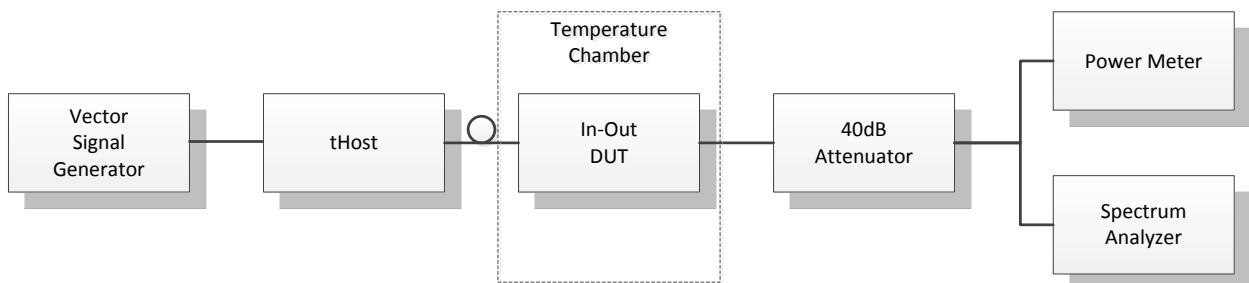 Vector
Signal
Generator
tHost
Temperature
Chamber
In-Out
DUT
40dB
Attenuator
Power Meter
Spectrum
Analyzer